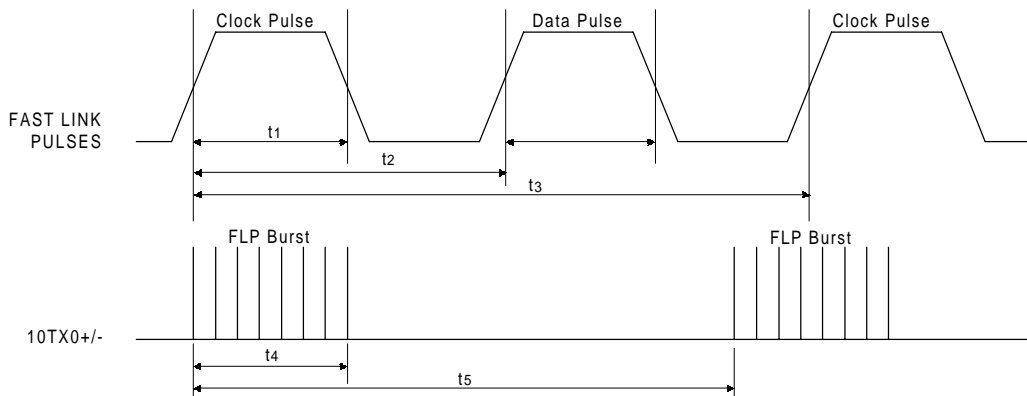 Clock Pulse
Data Pulse
Clock Pulse
FAST LINK
PULSES
t1
t2
t3
FLP Burst
FLP Burst
10TX0+/-
t4
t5